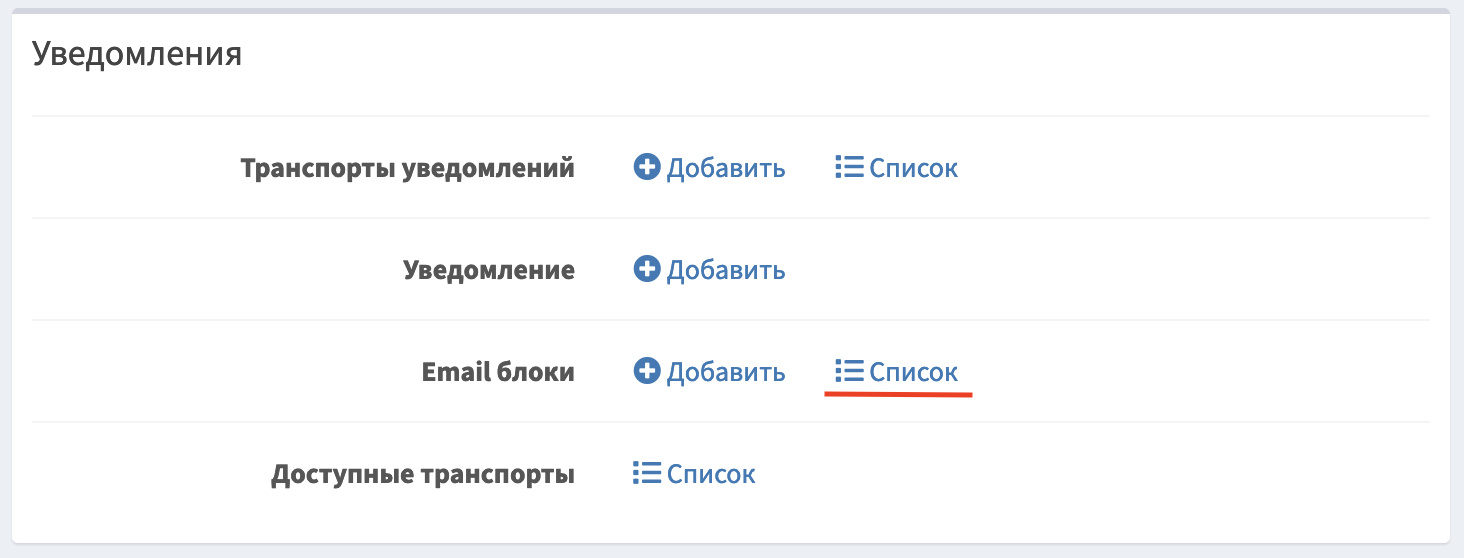 Уведомления
Транспорты уведомлений Добавить Список
Уведомление Добавить
Email блоки Добавить Список
Доступные транспорты Список